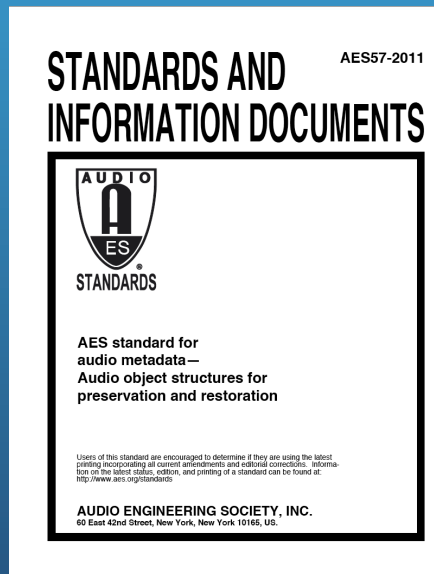 AES57-2011
STANDARDS AND
INFORMATION DOCUMENTS
AUDIO
A
ES
®
STANDARDS
AES standard for
audio metadata—
Audio object structures for
preservation and restoration
Users of this standard are encouraged to determine if they are using the latest
printing incorporating all current amendments and editorial corrections. Informa-
tion on the latest status, edition, and printing of a standard can be found at:
http://www.aes.org/standards
AUDIO ENGINEERING SOCIETY, INC.
60 East 42nd Street, New York, New York 10165, US.